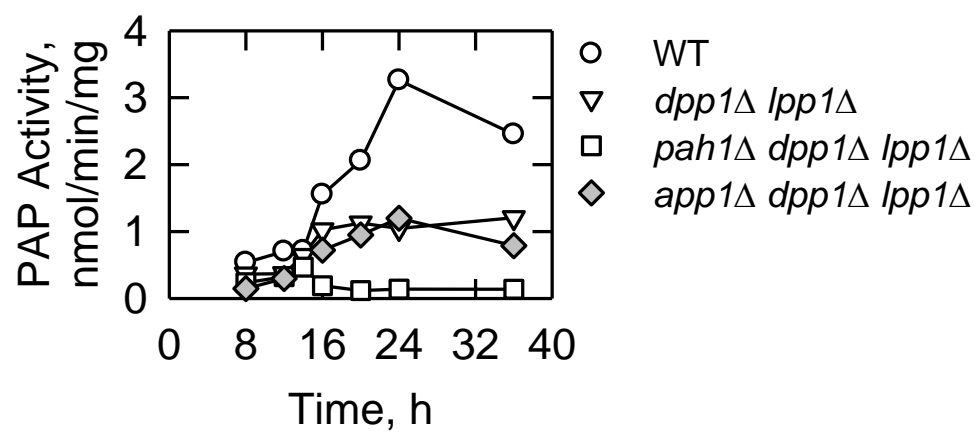 PAP Activity,
nmol/min/mg
4
3
2
1
0
0 8 16 24 32 40
Time, h
WT
dpp1Δ lpp1Δ
pah1Δ dpp1Δ lpp1Δ
app1Δ dpp1Δ lpp1Δ